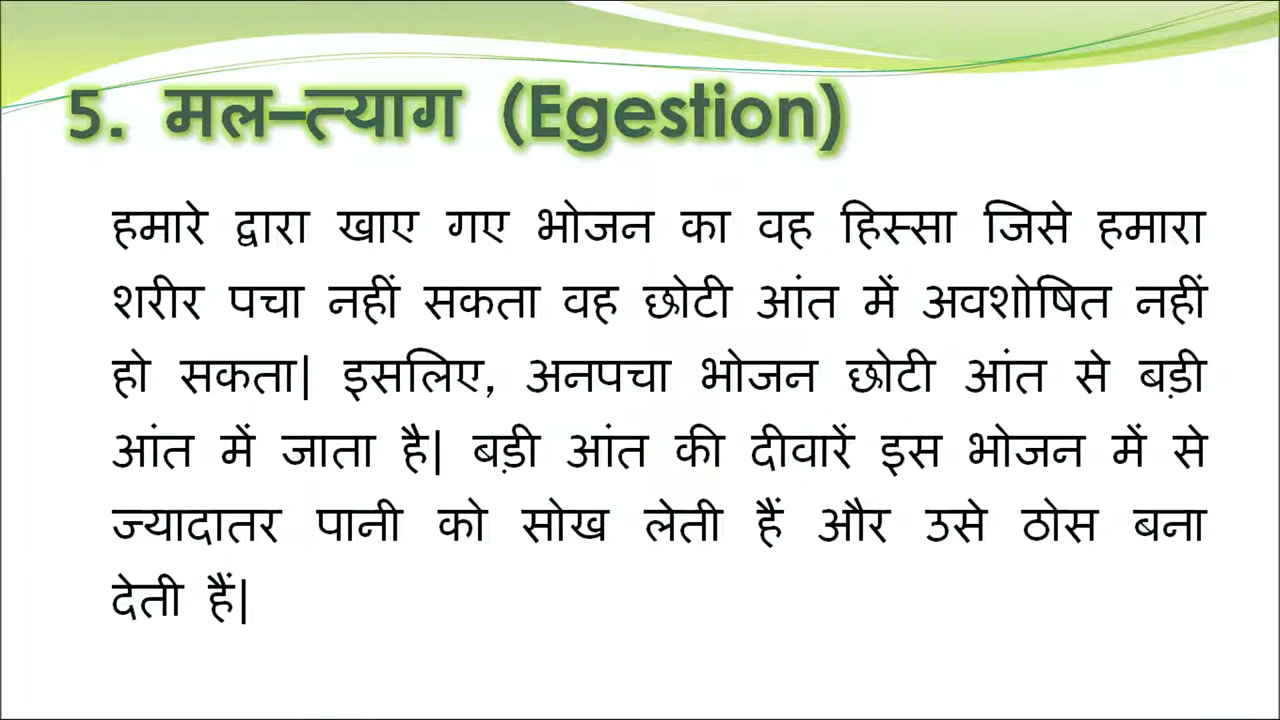 5. मल–त्याग (Egestion)
हमारे द्वारा खाए गए भोजन का वह हिस्सा जिसे हमारा
शरीर पचा नहीं सकता वह छोटी आंत में अवशोषित नहीं
हो सकता| इसलिए, अनपचा भोजन छोटी आंत से बड़ी
आंत में जाता है| बड़ी आंत की दीवारें इस भोजन में से
ज्यादातर पानी को सोख लेती हैं और उसे ठोस बना
देती हैं|